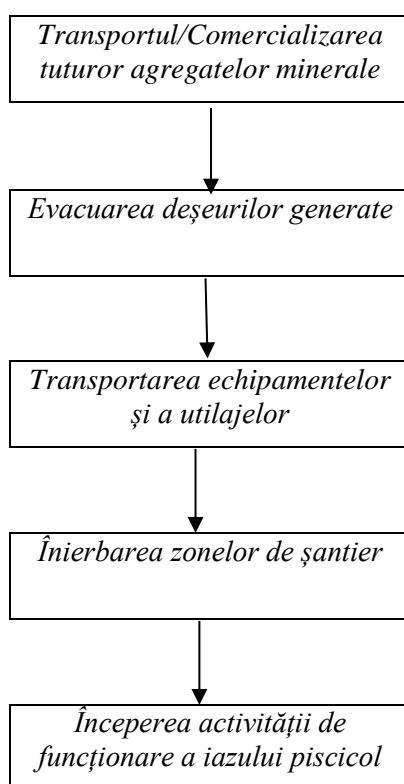 Transportul/Comercializarea
tuturor agregatelor minerale
Evacuarea deșeurilor generate
Transportarea echipamentelor
și a utilajelor
Înierbarea zonelor de șantier
Începerea activității de
funcționare a iazului piscicol